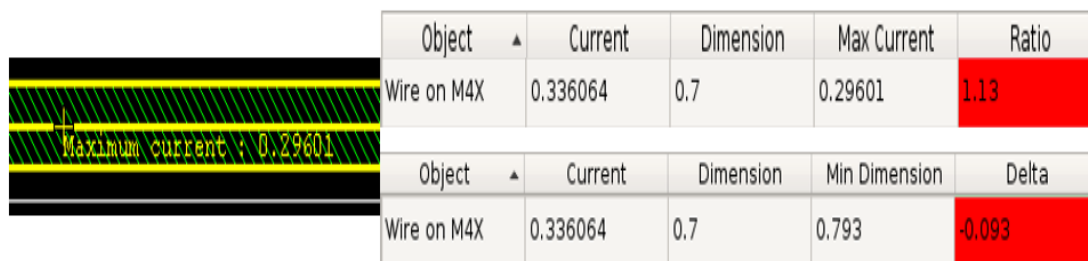 Object Current Dimension Max Current Ratio
Wire on M4X 0.336064 0.7 0.29601 1.13
Maximum current : 0.29601
Object Current Dimension Min Dimension Delta
Wire on M4X 0.336064 0.7 0.793 -0.093